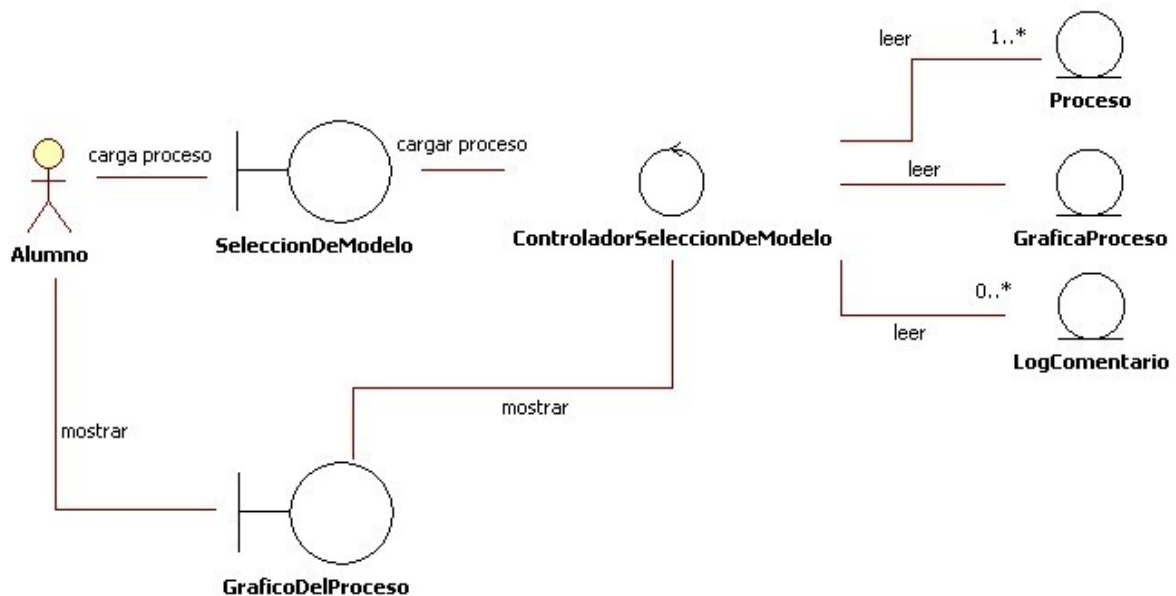 leer
1..*
Proceso
carga proceso
cargar proceso
leer
Alumno
SeleccionDeModelo
ControladorSeleccionDeModelo
GraficaProceso
0..*
leer
LogComentario
mostrar
mostrar
GraficoDelProceso